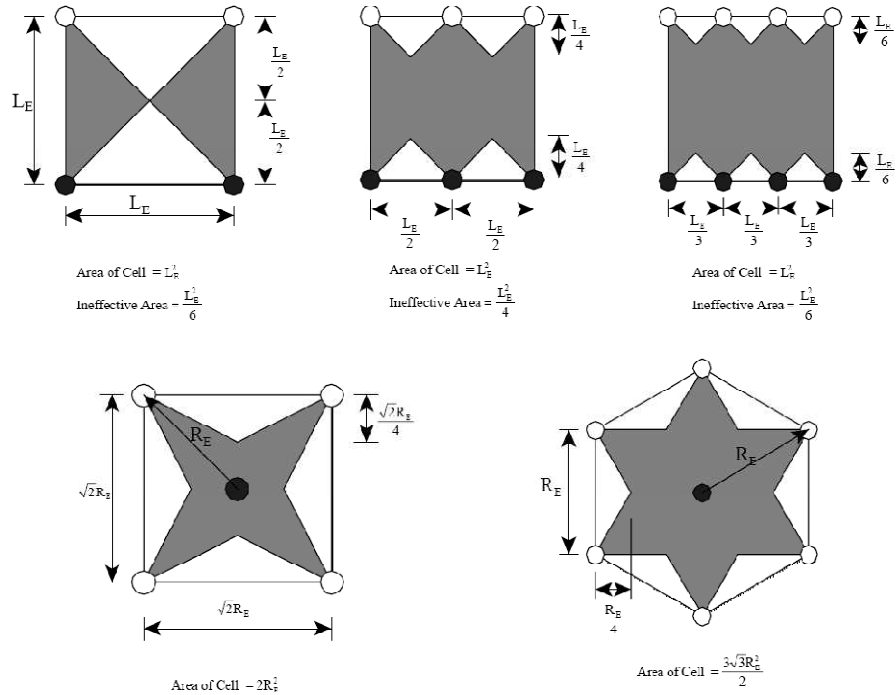 L_E
L_E/2
L_E/2
L_E
Area of Cell = L_E^2
Ineffective Area = L_E^2/6
L_E/4
L_E/4
L_E/2 L_E/2
Area of Cell = L_E^2
Ineffective Area = L_E^2/4
L_E/6
L_E/6
L_E/3 L_E/3 L_E/3
Area of Cell = L_E^2
Ineffective Area = L_E^2/6
√2R_E/4
R_E
√2R_E
√2R_E
Area of Cell = 2R_E^2
R_E
R_E
R_E/4
Area of Cell = 3√3R_E^2/2